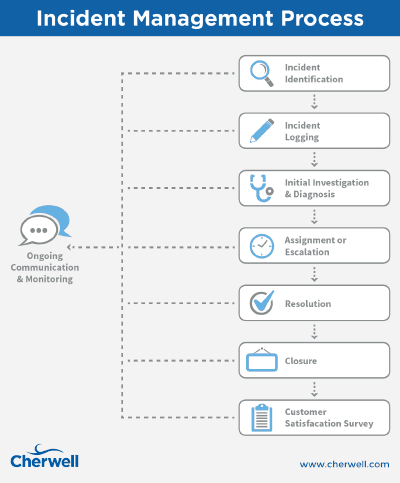 Incident Management Process
Incident
Identification
Incident
Logging
Initial Investigation
& Diagnosis
Assignment or
Escalation
Ongoing
Communication
& Monitoring
Resolution
Closure
Customer
Satisfacation Survey
Cherwell
www.cherwell.com